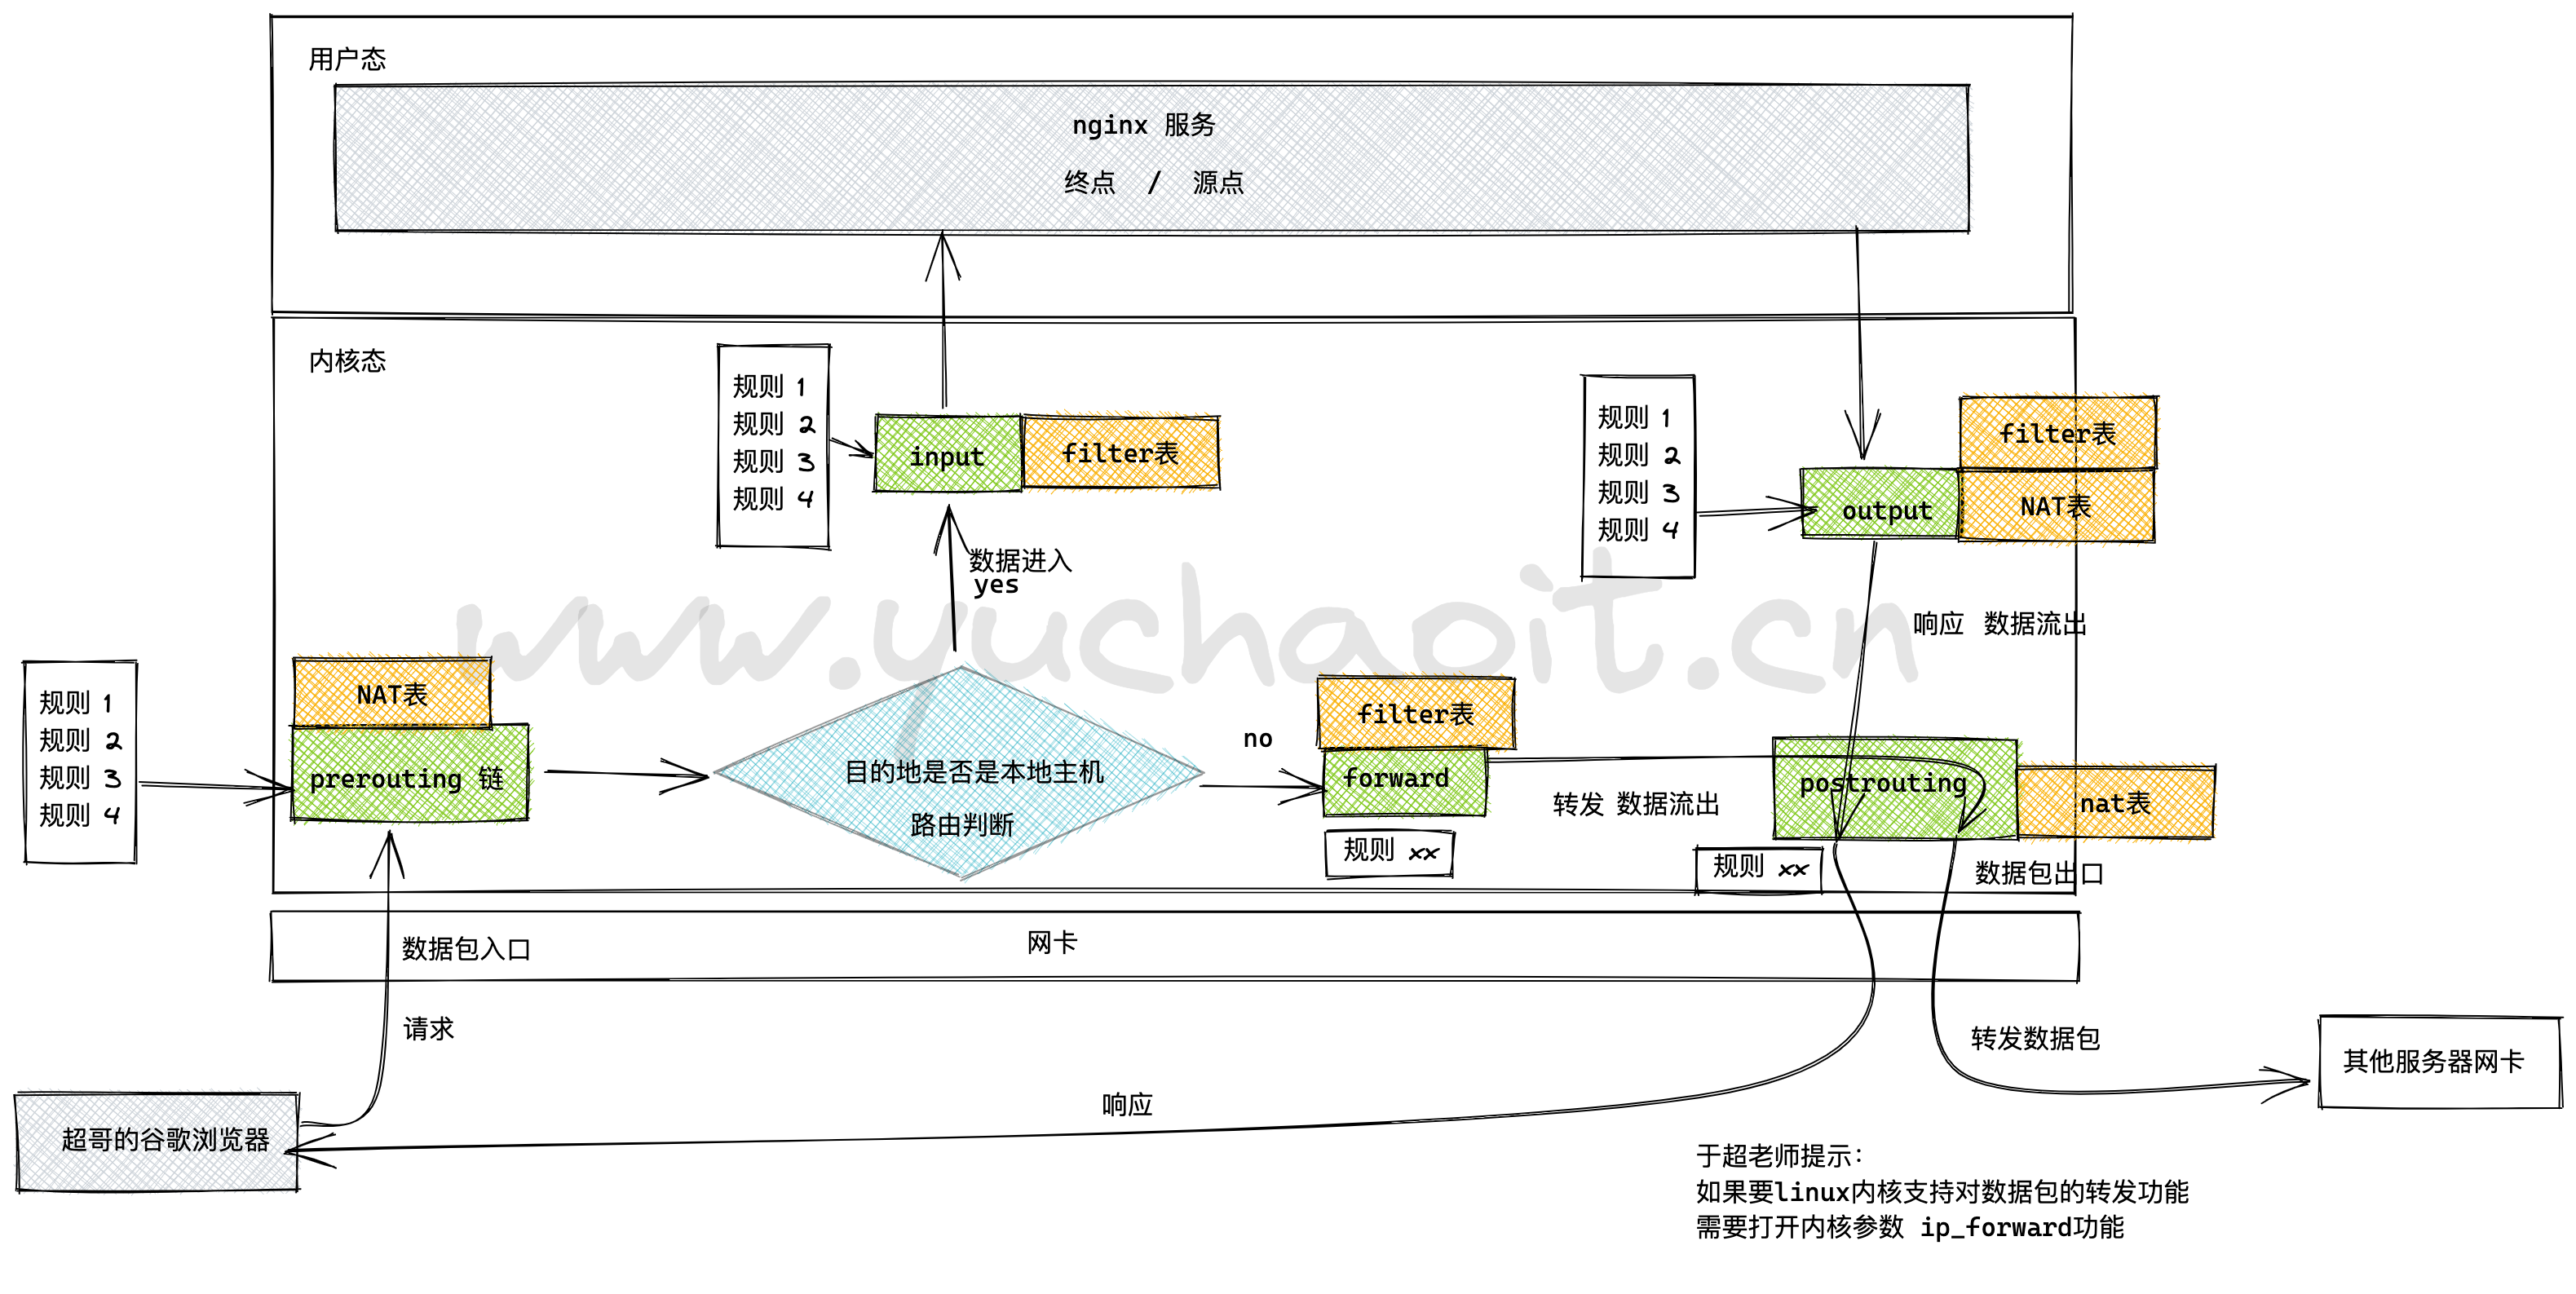 用户态
nginx 服务
终点 / 源点
内核态
规则 1
规则 2
规则 3
规则 4
input
filter表
规则 1
规则 2
规则 3
规则 4
filter表
output
NAT表
数据进入
yes
www.yuchaoit.cn
响应 数据流出
规则 1
规则 2
规则 3
规则 4
NAT表
prerouting 链
目的地是否是本地主机
路由判断
no
filter表
forward
规则 xx
转发 数据流出
postrouting
nat表
规则 xx
数据包出口
数据包入口
网卡
请求
转发数据包
其他服务器网卡
响应
超哥的谷歌浏览器
于超老师提示：
如果要linux内核支持对数据包的转发功能
需要打开内核参数 ip_forward功能